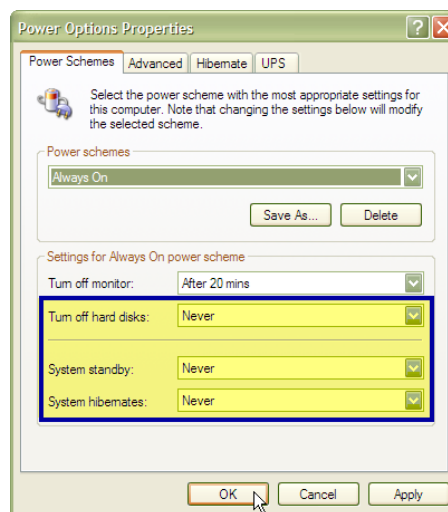 Power Options Properties
Power Schemes Advanced Hibernate UPS
Select the power scheme with the most appropriate settings for
this computer. Note that changing the settings below will modify
the selected scheme.
Power schemes
Always On
Save As... Delete
Settings for Always On power scheme
Turn off monitor: After 20 mins
Turn off hard disks: Never
System standby: Never
System hibernates: Never
OK Cancel Apply